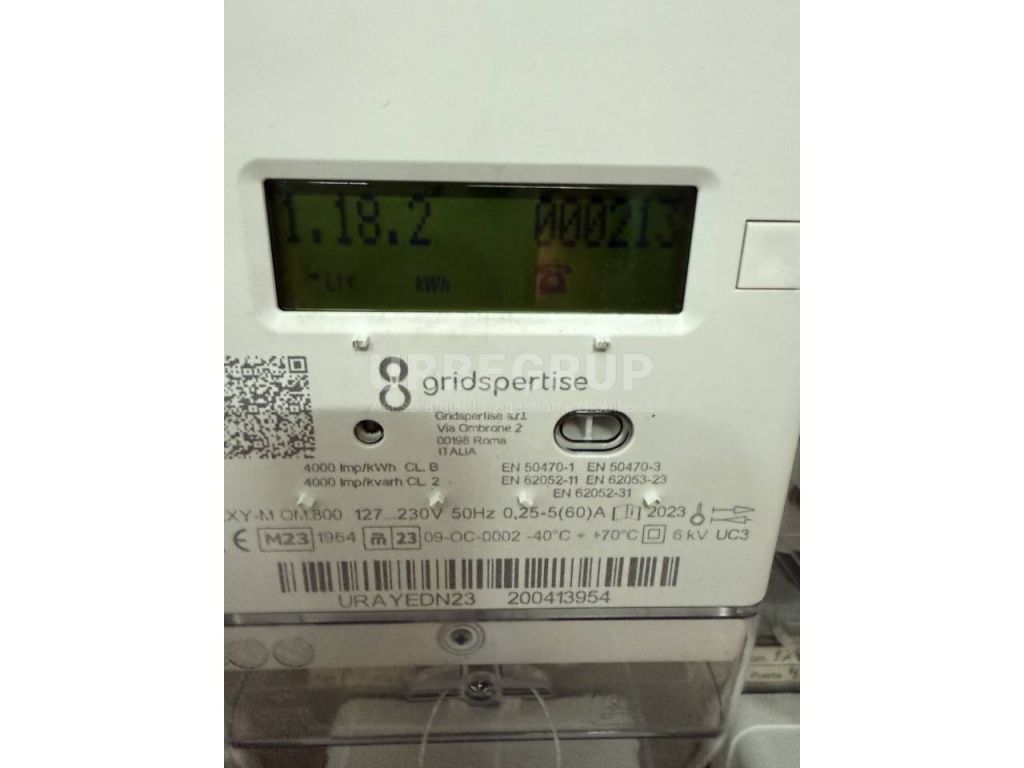 1.18.2 000213
kWh
URBEGRUP
gridspertise
Gridspertise s.r.l.
Via Ombrone 2
00198 Roma
ITALIA
4000 Imp/kWh CL. B EN 50470-1 EN 50470-3
4000 Imp/kvarh CL. 2 EN 62052-11 EN 62053-23
EN 62052-31
XY-M OM.800 127...230V 50Hz 0,25-5(60)A 2023
CE M23 1964 m 23 09-OC-0002 -40°C ÷ +70°C 6 kV UC3
URAYEDN23 200413954
Puerta